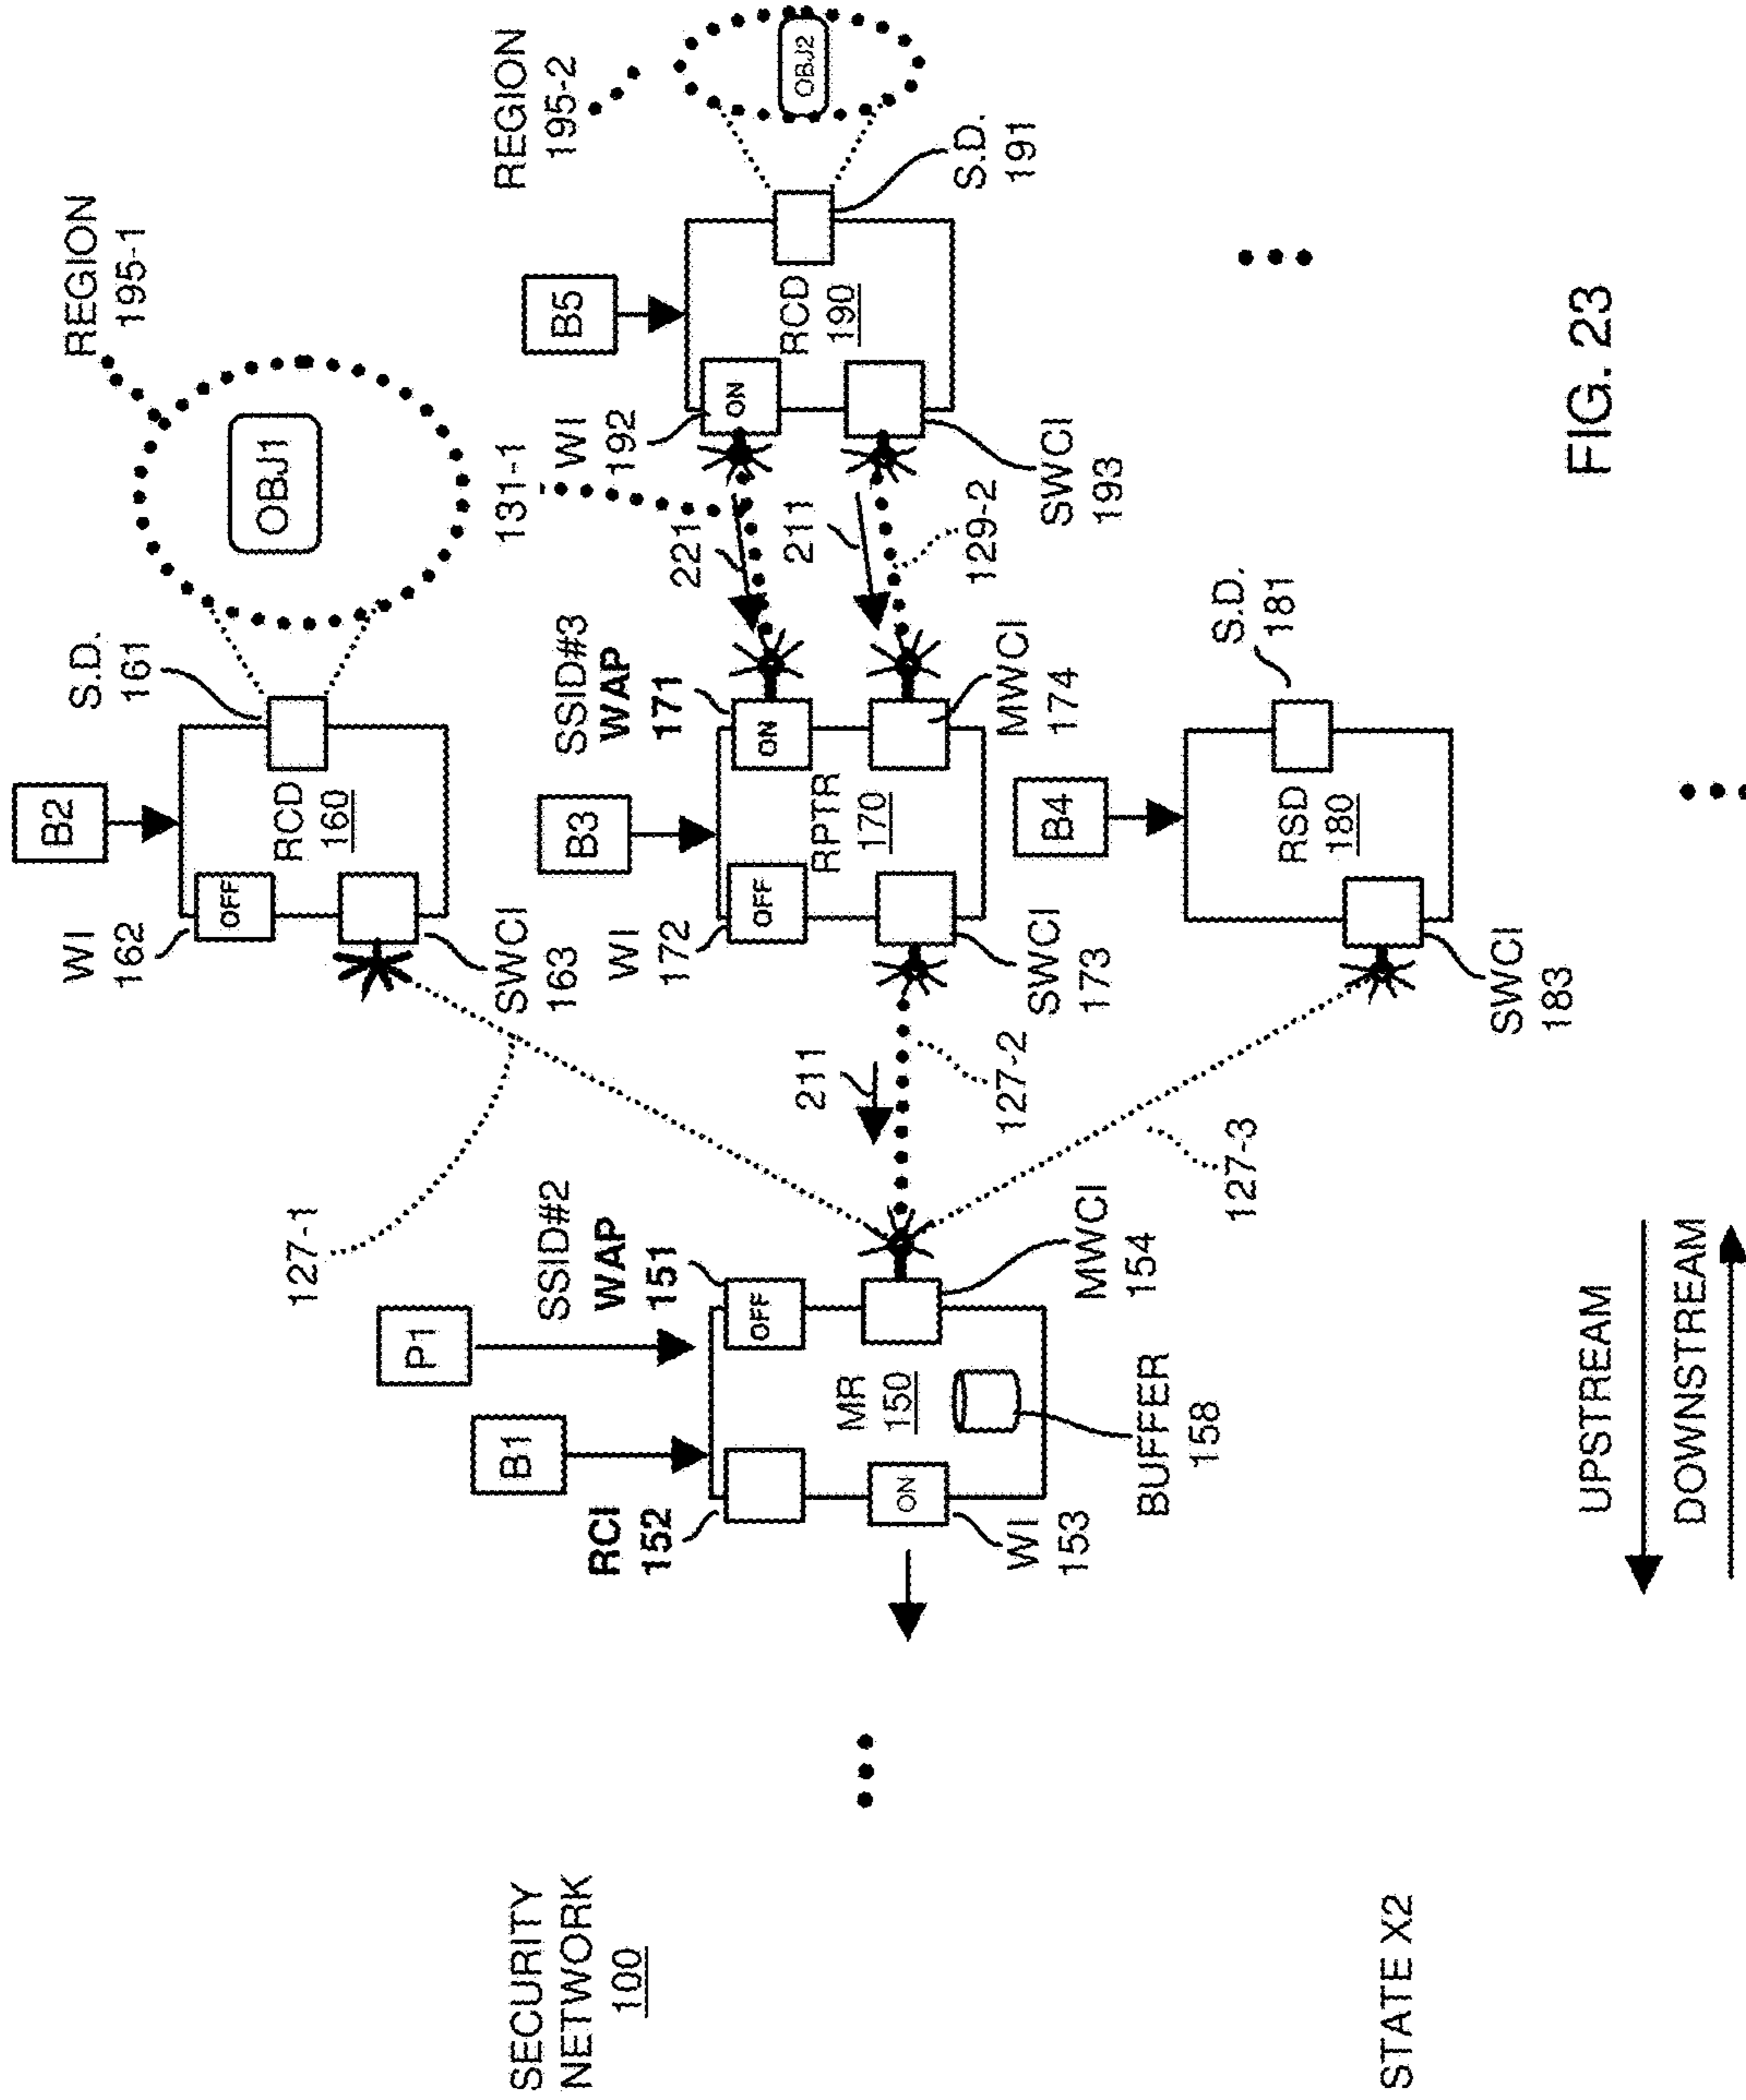 SECURITY
NETWORK
100
STATE X2
RCI
152
B1
P1
SSID#2
WAP
151
OFF
MR
150
ON
WI
153
BUFFER
158
MWCI
154
127-1
211
127-2
127-3
B2
WI
162
OFF
RCD
160
SWCI
163
S.D.
161
REGION
195-1
OBJ1
B3
WI
172
OFF
RPTR
170
SWCI
173
SSID#3
WAP
171
ON
MWCI
174
B4
RSD
180
SWCI
183
S.D.
181
131-1
221
211
129-2
B5
WI
192
ON
RCD
190
SWCI
193
S.D.
191
REGION
195-2
OBJ2
UPSTREAM
DOWNSTREAM
FIG. 23